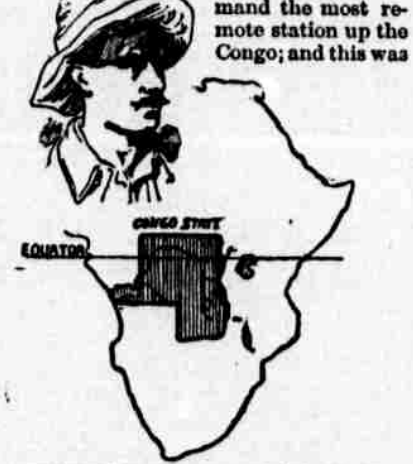 mand the most re-
mote station up the
Congo; and this was
CONGO STATE
EQUATOR